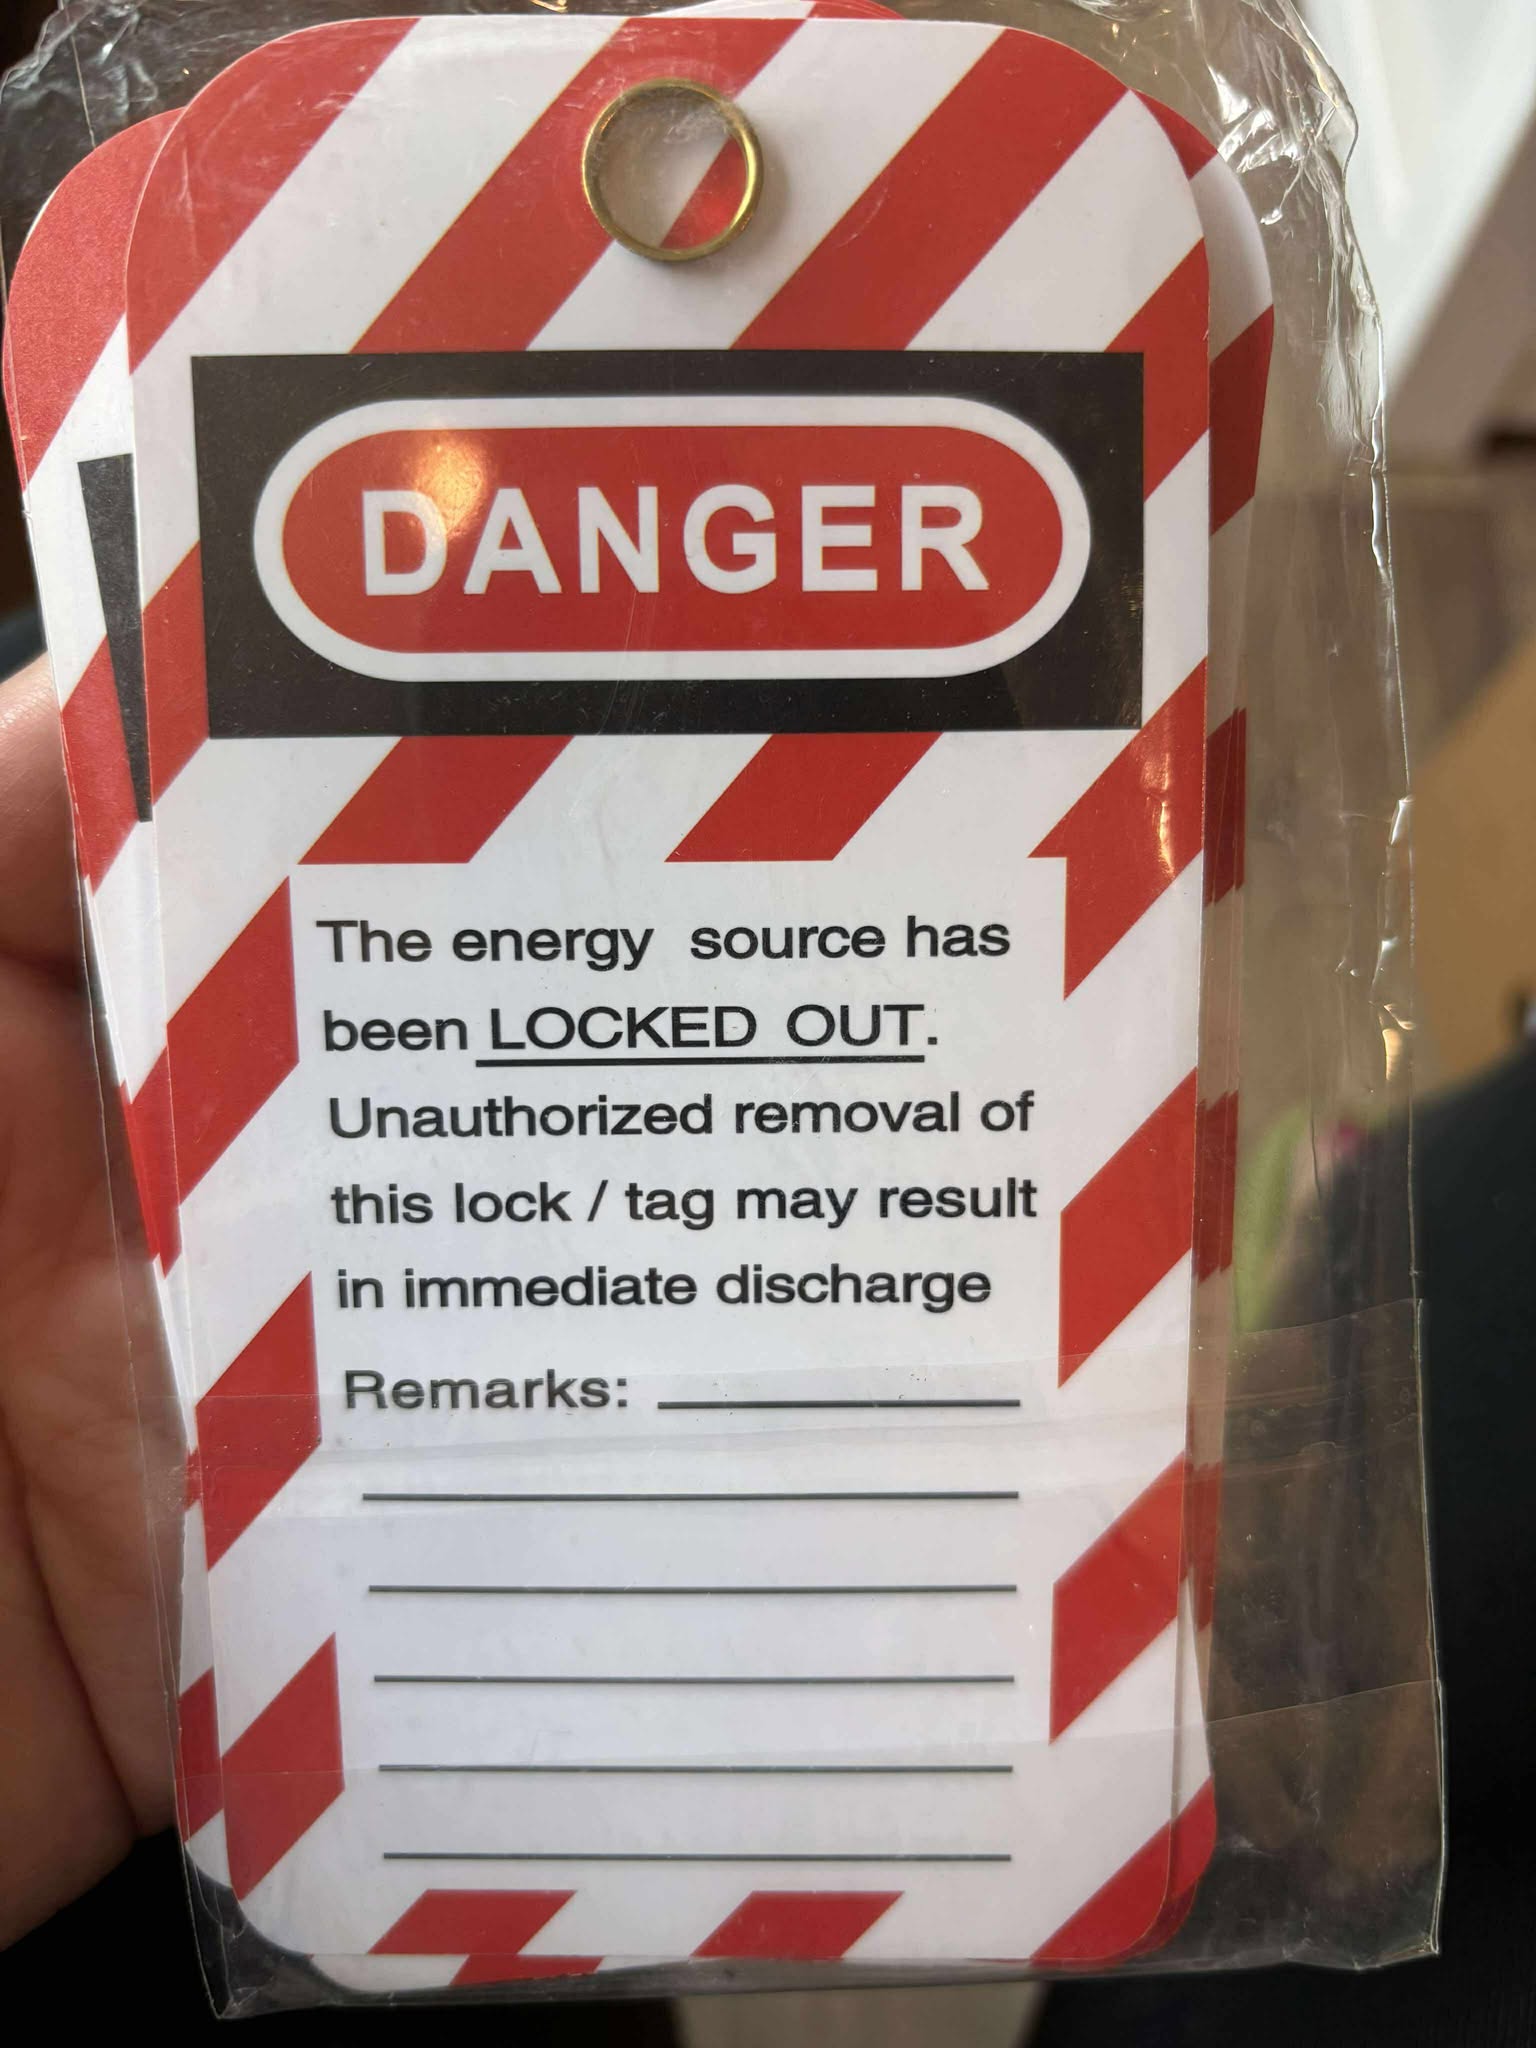 DANGER
The energy source has
been LOCKED OUT.
Unauthorized removal of
this lock / tag may result
in immediate discharge
Remarks: